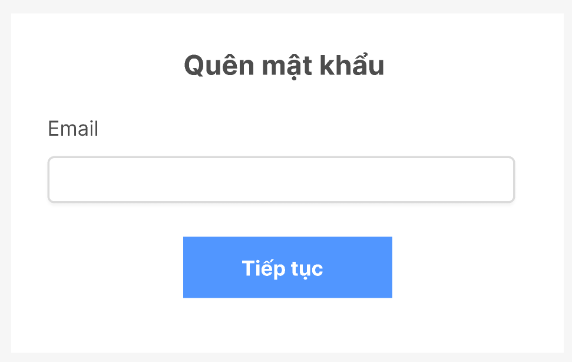 Quên mật khẩu
Email
Tiếp tục